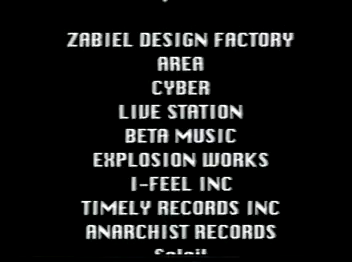 ZABIEL DESIGN FACTORY
AREA
CYBER
LIVE STATION
BETA MUSIC
EXPLOSION WORKS
I-FEEL INC
TIMELY RECORDS INC
ANARCHIST RECORDS